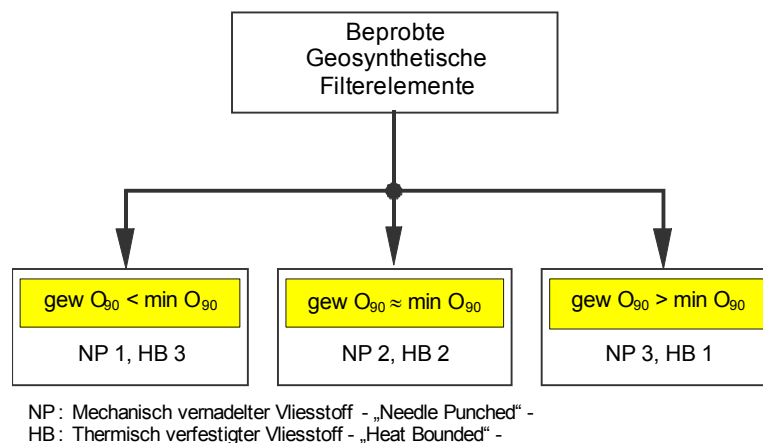 Beprobte
Geosynthetische
Filterelemente
gew O₉₀ < min O₉₀
NP 1, HB 3
gew O₉₀ ≈ min O₉₀
NP 2, HB 2
gew O₉₀ > min O₉₀
NP 3, HB 1
NP: Mechanisch vernadelter Vliesstoff - „Needle Punched“ -
HB: Thermisch verfestigter Vliesstoff - „Heat Bounded“ -